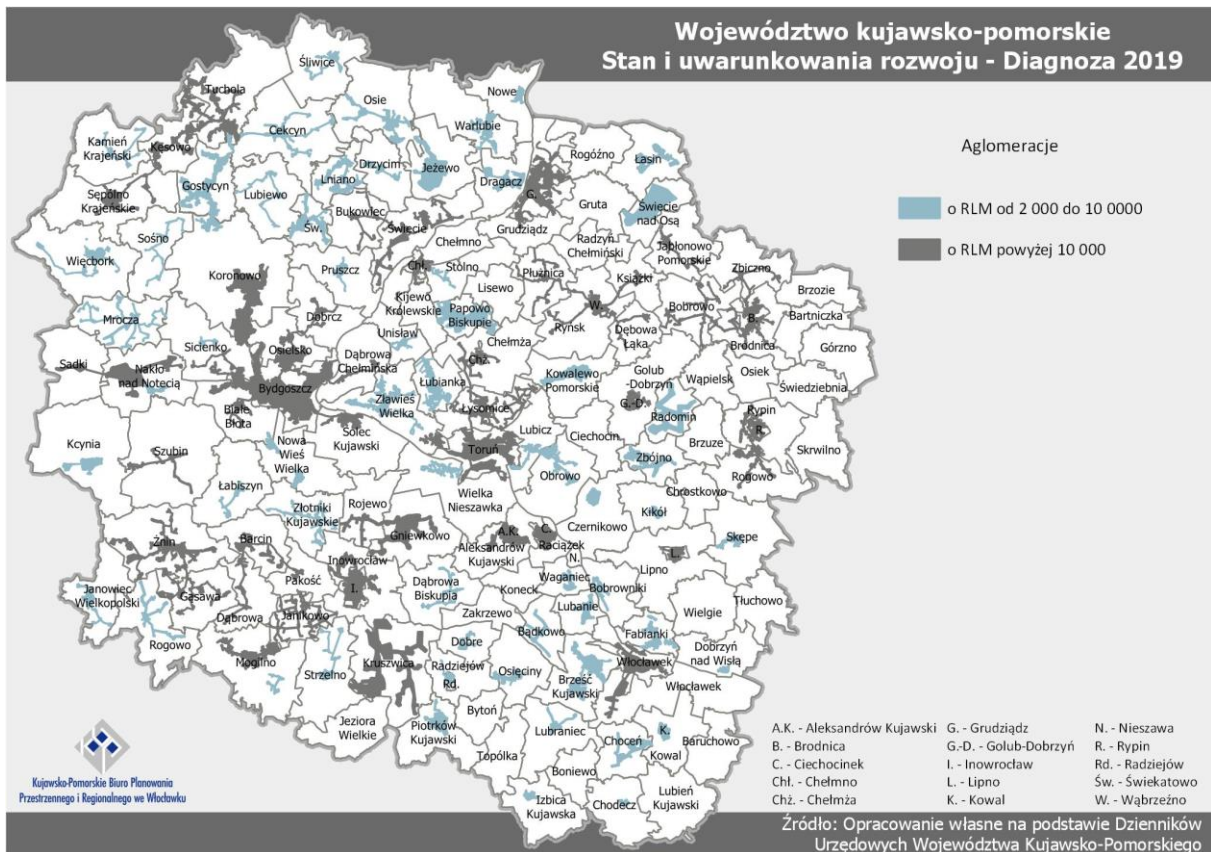 Województwo kujawsko-pomorskie
Stan i uwarunkowania rozwoju - Diagnoza 2019
Aglomeracje
o RLM od 2 000 do 10 0000
o RLM powyżej 10 000
Śliwice
Tuchola
Osie
Nowe
Cekcyn
Warlubie
Kamień
Krajeński
Kęsowo
Drzycim
Jeżewo
Rogóźno
Łasin
Lniano
Dragacz
G.
Gostycyn
Lubiewo
Sępólno
Krajeńskie
Bukowiec
Gruta
Świecie
nad Osą
Św.
Świecie
Grudziądz
Sośno
Chełmno
Radzyń
Chełmiński
Jabłonowo
Pomorskie
Więcbork
Koronowo
Pruszcz
Chł.
Stolno
Płużnica
Książki
Zbiczno
Lisewo
Brzozie
Kijewo
Królewskie
Papowo
Biskupie
W.
Bobrowo
B.
Bartniczka
Mrocza
Dobrcz
Ryńsk
Dębowa
Łąka
Unisław
Chełmża
Brodnica
Górzno
Sicienko
Osielsko
Dąbrowa
Chełmińska
Chż.
Sadki
Nakło
nad Notecią
Golub
-Dobrzyń
Wąpielsk
Osiek
Świedziebnia
Bydgoszcz
Łubianka
Kowalewo
Pomorskie
G.-D.
Radomin
Rypin
Zławieś
Wielka
Łysomice
Białe
Błota
Solec
Kujawski
Lubicz
Ciechocin
Brzuze
R.
Kcynia
Szubin
Nowa
Wieś
Wielka
Toruń
Obrowo
Zbójno
Rogowo
Skrwilno
Łabiszyn
Wielka
Nieszawka
Chrostkowo
Złotniki
Kujawskie
Rojewo
Czernikowo
Kikół
Gniewkowo
Skępe
Żnin
Barcin
A.K.
C.
Raciążek
Aleksandrów
Kujawski
N.
L.
Inowrocław
Lipno
Janowiec
Wielkopolski
Gąsawa
Pakość
I.
Dąbrowa
Biskupia
Koneck
Waganiec
Bobrowniki
Tłuchowo
Dąbrowa
Janikowo
Zakrzewo
Lubanie
Wielgie
Rogowo
Bądkowo
Fabianki
Mogilno
Strzelno
Kruszwica
Dobre
Dobrzyń
nad Wisłą
Radziejów
Osięciny
Włocławek
Rd.
Brześć
Kujawski
Włocławek
Jeziora
Wielkie
Piotrków
Kujawski
Bytoń
Lubraniec
K.
Choceń
Kowal
Baruchowo
Topólka
Boniewo
Izbica
Kujawska
Chodecz
Lubień
Kujawski
A.K. - Aleksandrów Kujawski
B. - Brodnica
C. - Ciechocinek
Chł. - Chełmno
Chż. - Chełmża
G. - Grudziądz
G.-D. - Golub-Dobrzyń
I. - Inowrocław
L. - Lipno
K. - Kowal
N. - Nieszawa
R. - Rypin
Rd. - Radziejów
Św. - Świekatowo
W. - Wąbrzeźno
Kujawsko-Pomorskie Biuro Planowania
Przestrzennego i Regionalnego we Włocławku
Źródło: Opracowanie własne na podstawie Dzienników
Urzędowych Województwa Kujawsko-Pomorskiego